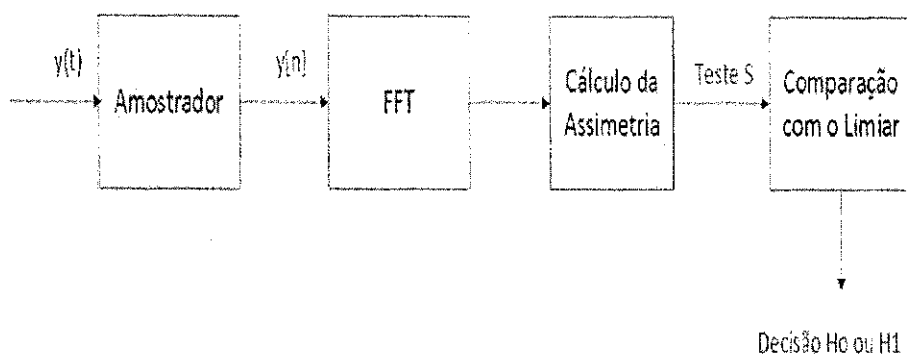 y(t)
Amostrador
y[n]
FFT
Cálculo da
Assimetria
Teste S
Comparação
com o Limiar
Decisão Ho ou H1